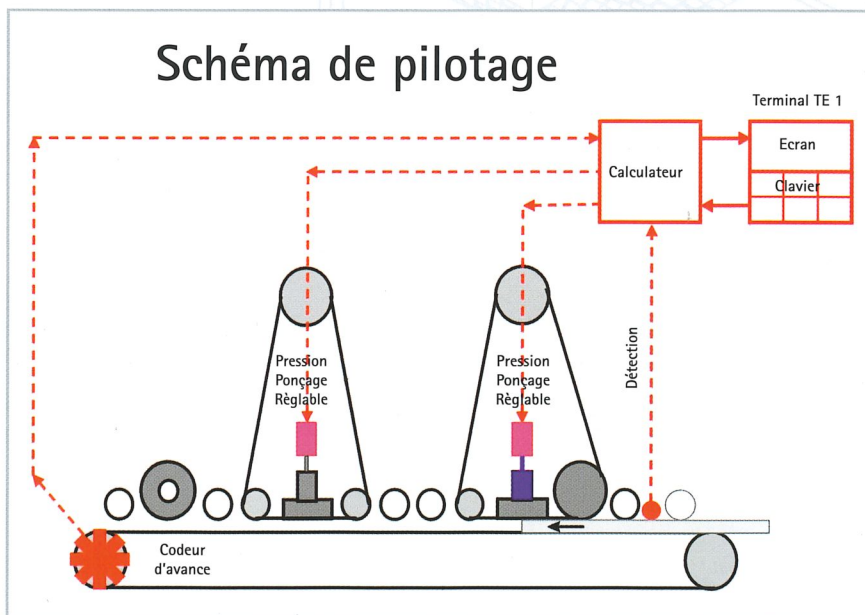 Schéma de pilotage
Terminal TE 1
Ecran
Calculateur
Clavier
Détection
Pression
Ponçage
Règlable
Pression
Ponçage
Règlable
Codeur
d'avance